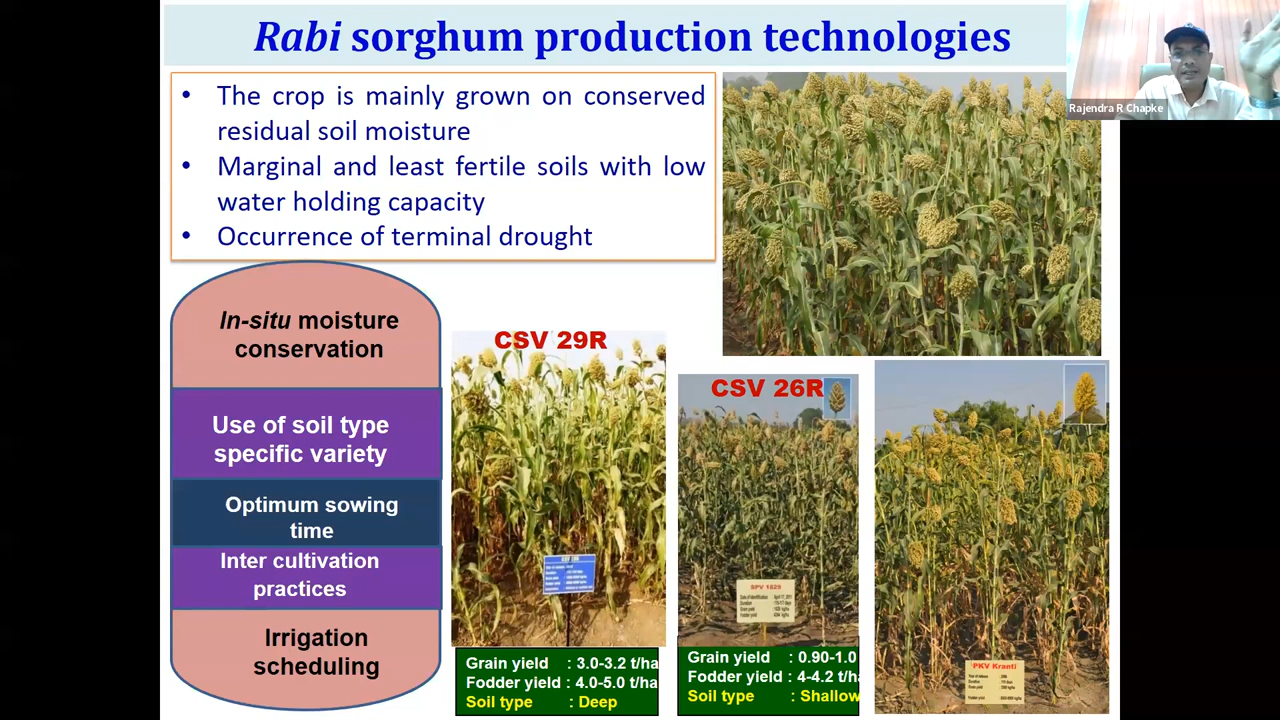 Rabi sorghum production technologies
Rajendra R Chapke
• The crop is mainly grown on conserved
residual soil moisture
• Marginal and least fertile soils with low
water holding capacity
• Occurrence of terminal drought
In-situ moisture
conservation
Use of soil type
specific variety
Optimum sowing
time
Inter cultivation
practices
Irrigation
scheduling
CSV 29R
Grain yield : 3.0-3.2 t/ha
Fodder yield : 4.0-5.0 t/ha
Soil type : Deep
CSV 26R
SPV 1829
Grain yield : 0.90-1.0
Fodder yield : 4-4.2 t/ha
Soil type : Shallow
PKV Kranti